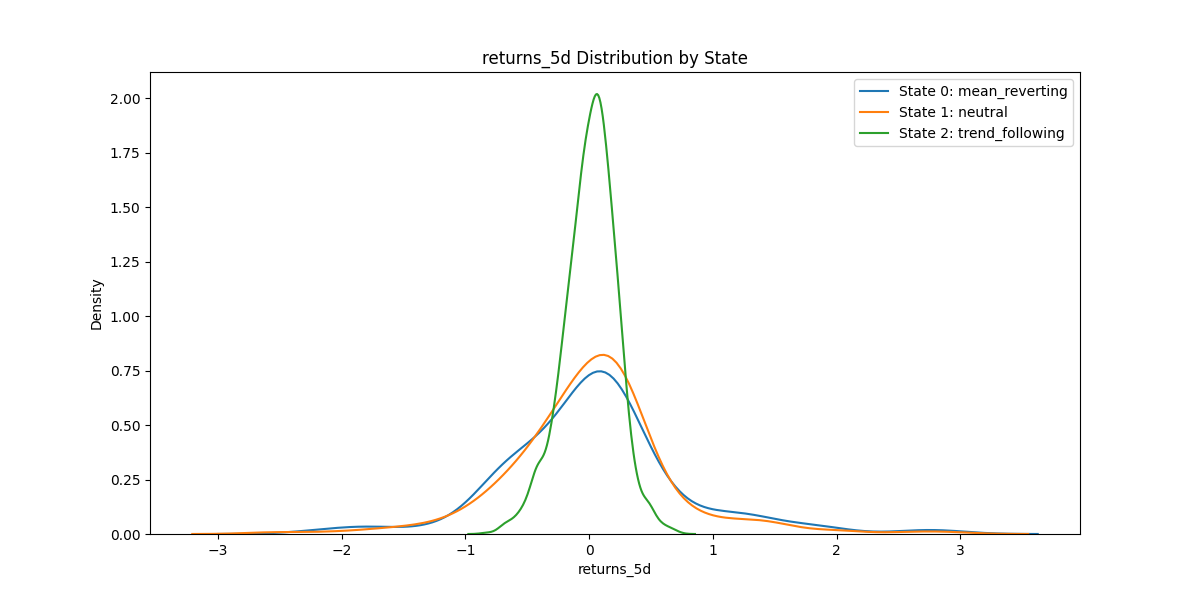 returns_5d Distribution by State
State 0: mean_reverting
State 1: neutral
State 2: trend_following
Density
2.00
1.75
1.50
1.25
1.00
0.75
0.50
0.25
0.00
−3
−2
−1
0
1
2
3
returns_5d